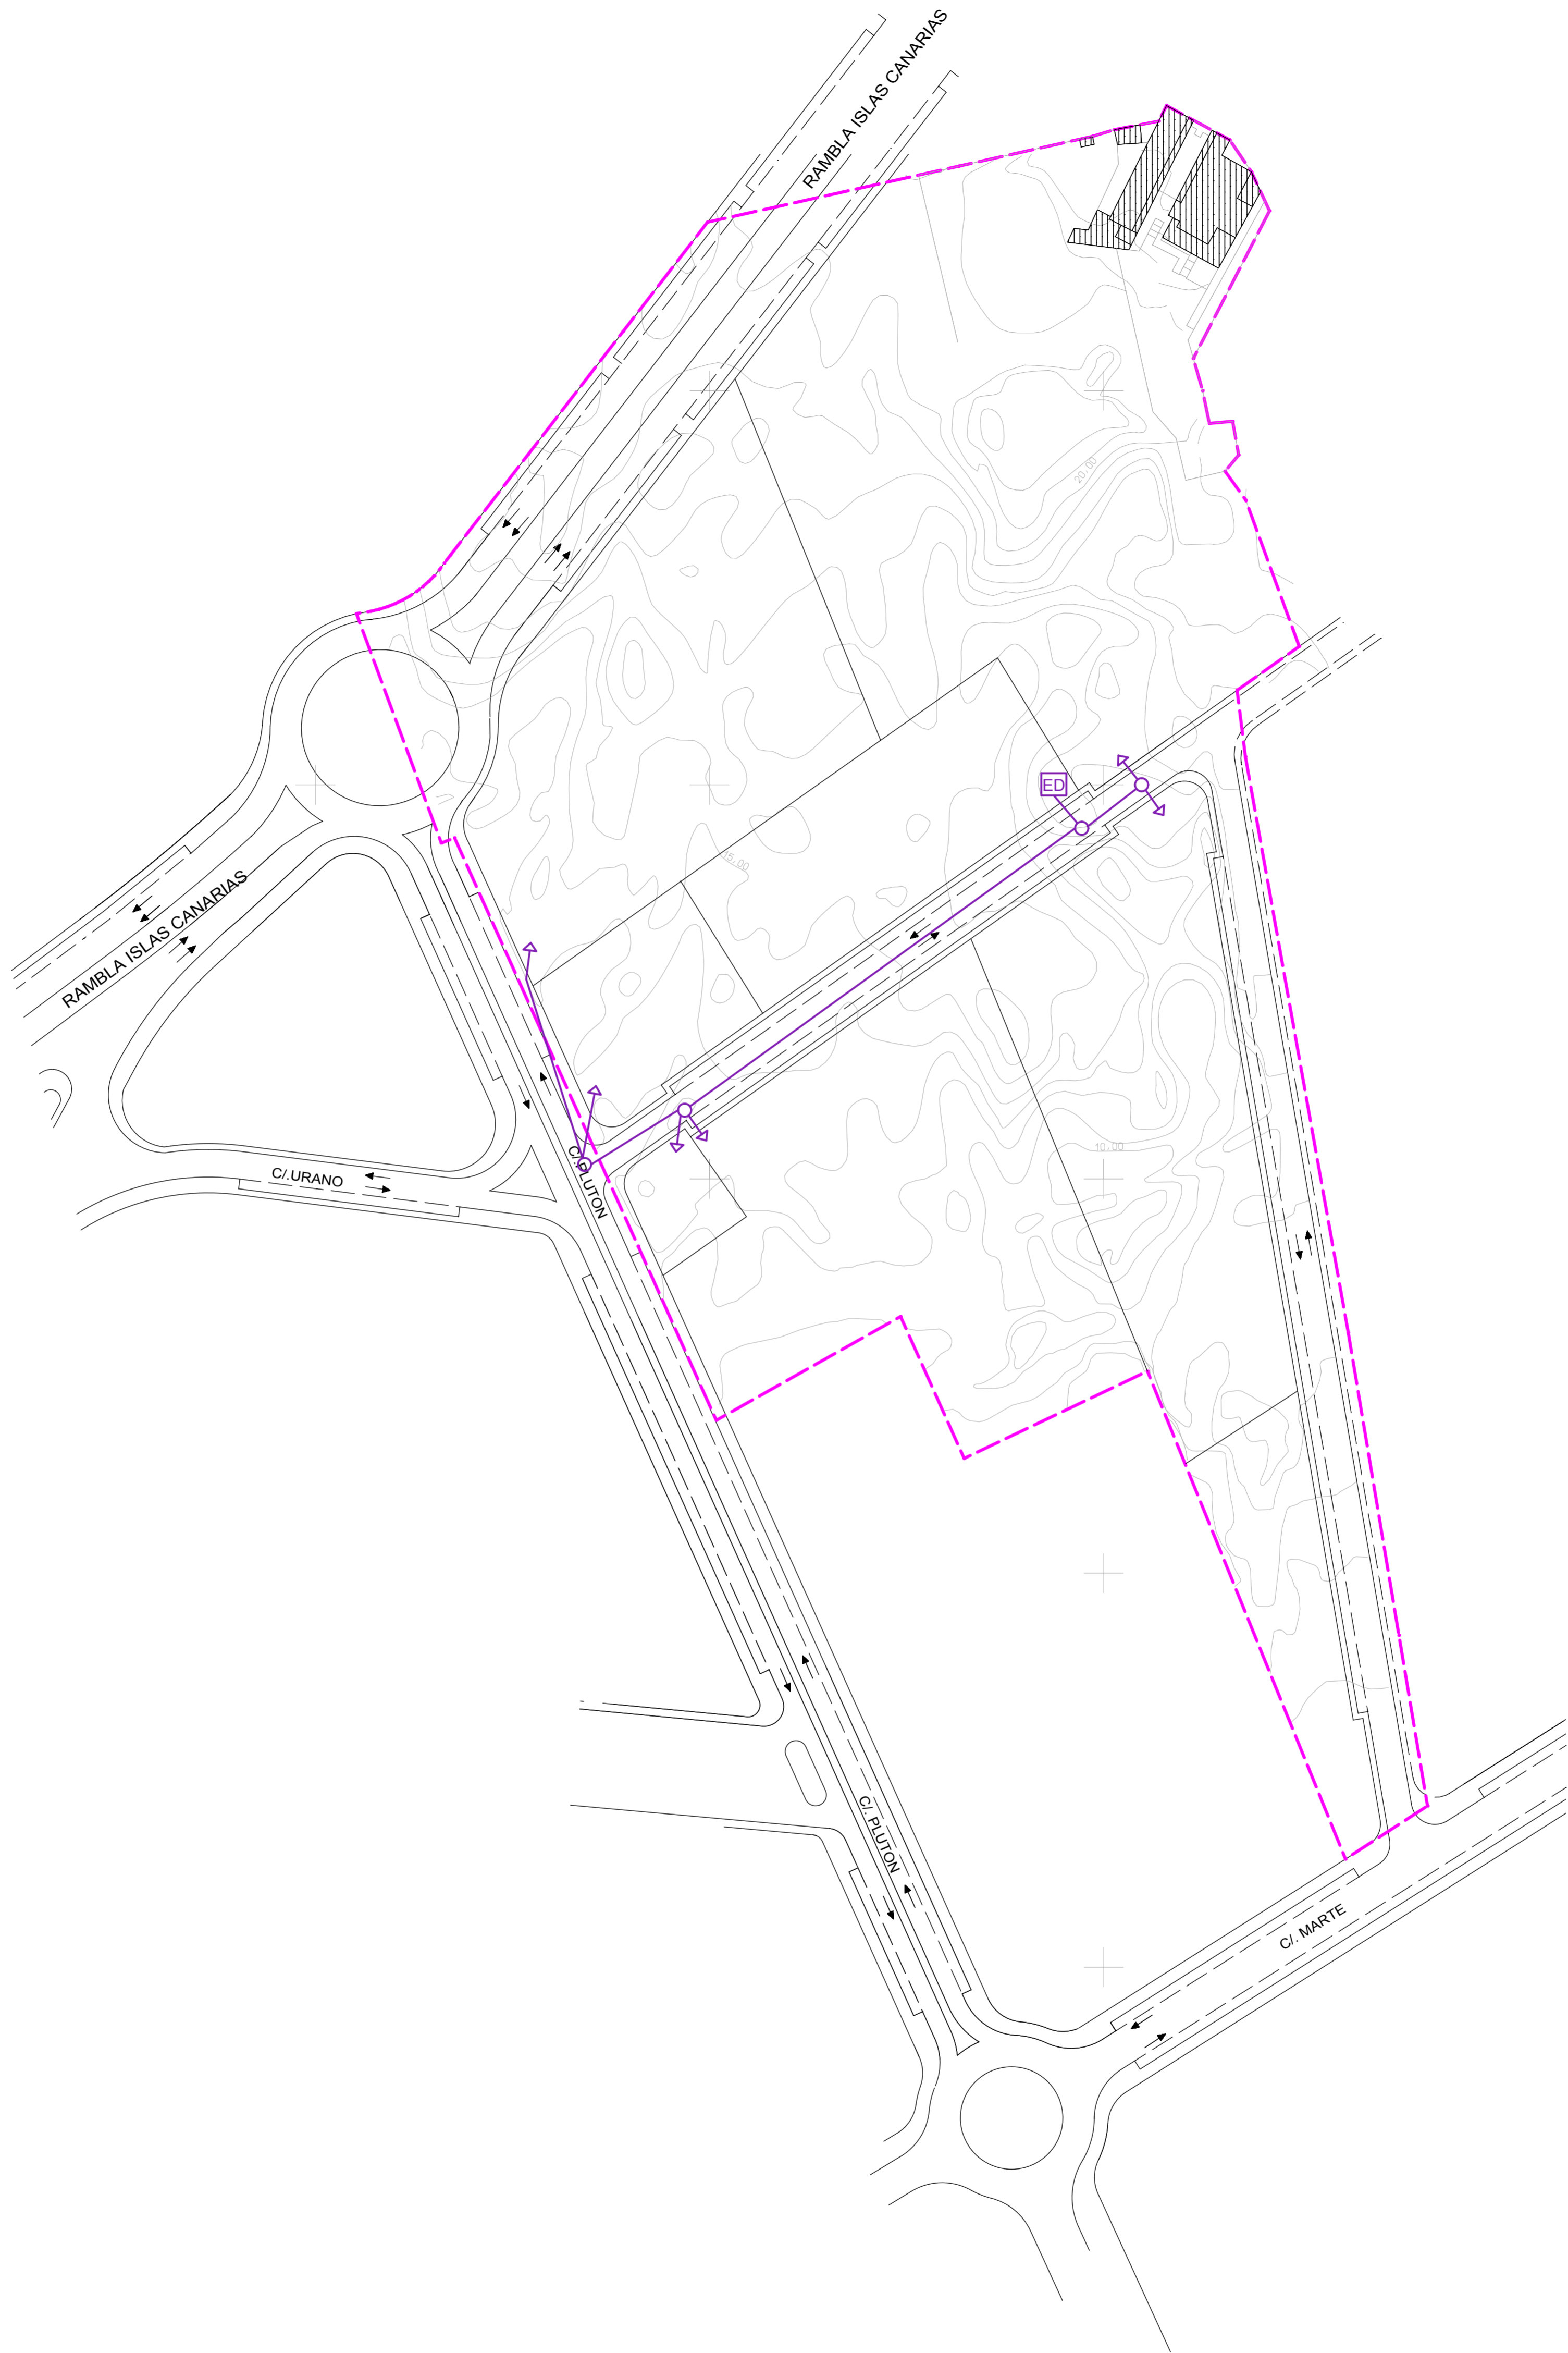 RAMBLA ISLAS CANARIAS
20.00
ED
15.00
RAMBLA ISLAS CANARIAS
10.00
C/.URANO
C/.PLUTON
C/. PLUTON
C/. MARTE